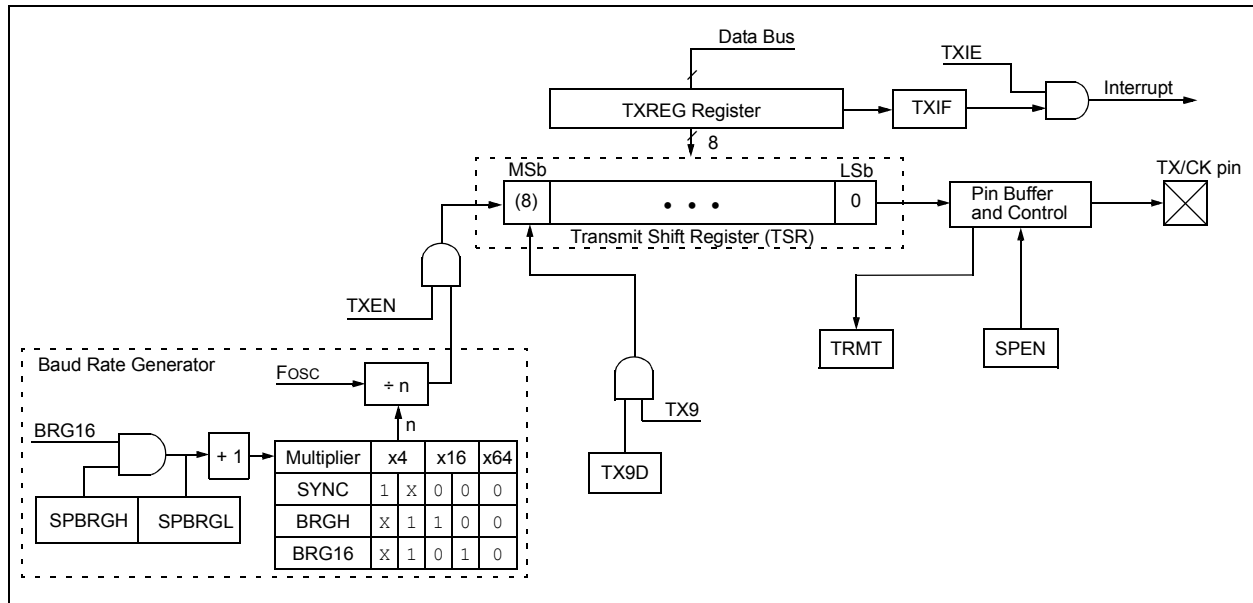 Data Bus
TXIE
Interrupt
TXREG Register
TXIF
8
MSb
LSb
TX/CK pin
(8)
• • •
0
Pin Buffer
and Control
Transmit Shift Register (TSR)
TXEN
TRMT
SPEN
Baud Rate Generator
FOSC
÷ n
n
TX9
TX9D
BRG16
+ 1
SPBRGH
SPBRGL
Multiplier x4 x16 x64
SYNC 1 X 0 0 0
BRGH X 1 1 0 0
BRG16 X 1 0 1 0